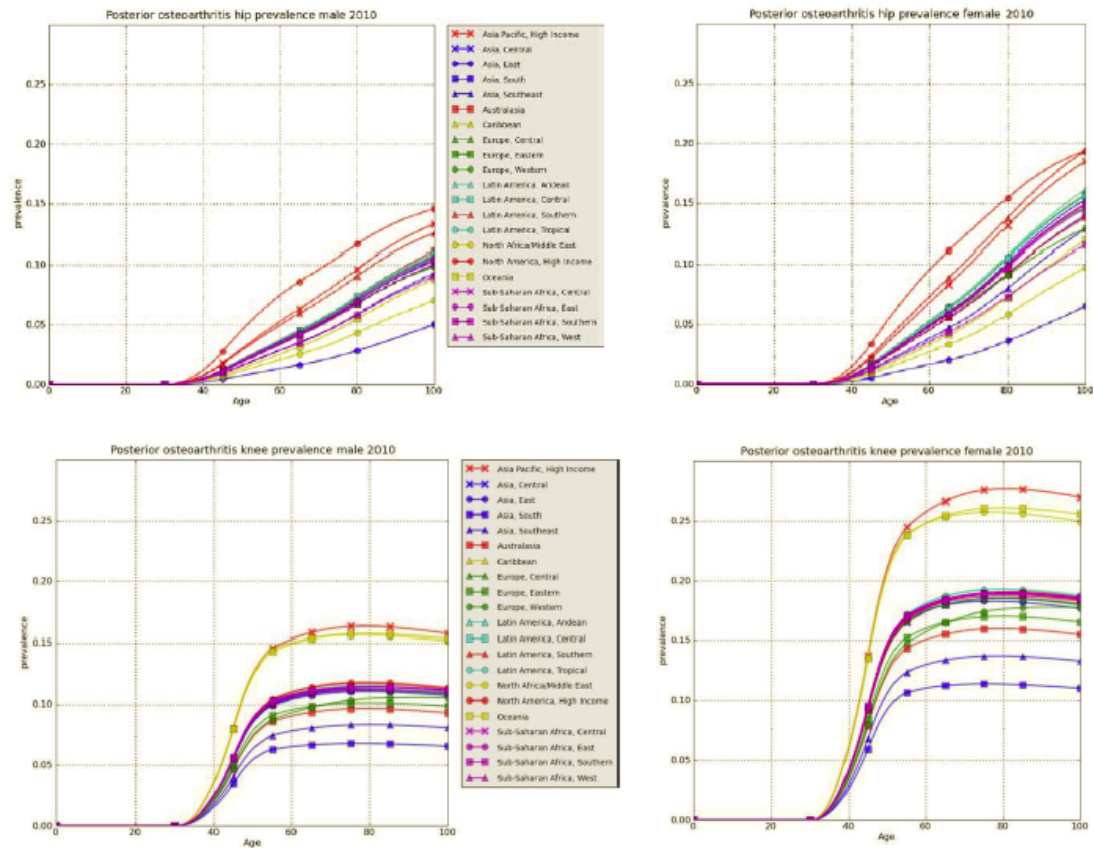 Posterior osteoarthritis hip prevalence male 2010
prevalence
0.25
0.20
0.15
0.10
0.05
0.00
0
20
40
60
80
100
Age
Asia Pacific, High Income
Asia, Central
Asia, East
Asia, South
Asia, Southeast
Australasia
Caribbean
Europe, Central
Europe, Eastern
Europe, Western
Latin America, Andean
Latin America, Central
Latin America, Southern
Latin America, Tropical
North Africa/Middle East
North America, High Income
Oceania
Sub-Saharan Africa, Central
Sub-Saharan Africa, East
Sub-Saharan Africa, Southern
Sub-Saharan Africa, West
Posterior osteoarthritis hip prevalence female 2010
prevalence
0.25
0.20
0.15
0.10
0.05
0.00
0
20
40
60
80
100
Age
Posterior osteoarthritis knee prevalence male 2010
prevalence
0.25
0.20
0.15
0.10
0.05
0.00
0
20
40
60
80
100
Age
Asia Pacific, High Income
Asia, Central
Asia, East
Asia, South
Asia, Southeast
Australasia
Caribbean
Europe, Central
Europe, Eastern
Europe, Western
Latin America, Andean
Latin America, Central
Latin America, Southern
Latin America, Tropical
North Africa/Middle East
North America, High Income
Oceania
Sub-Saharan Africa, Central
Sub-Saharan Africa, East
Sub-Saharan Africa, Southern
Sub-Saharan Africa, West
Posterior osteoarthritis knee prevalence female 2010
prevalence
0.25
0.20
0.15
0.10
0.05
0.00
0
20
40
60
80
100
Age